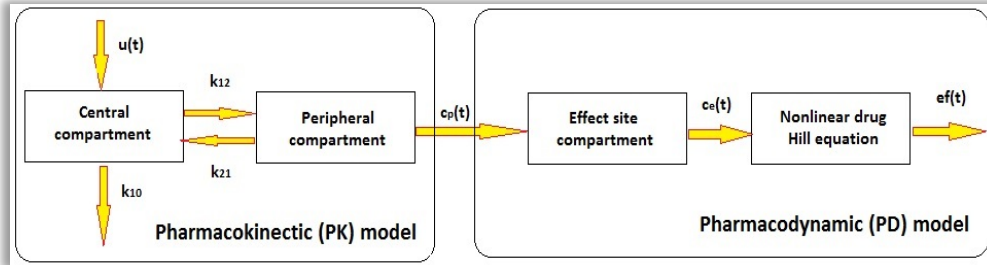 u(t)
k12
Central
compartment
Peripheral
compartment
cp(t)
Effect site
compartment
ce(t)
Nonlinear drug
Hill equation
ef(t)
k21
k10
Pharmacokinectic (PK) model
Pharmacodynamic (PD) model